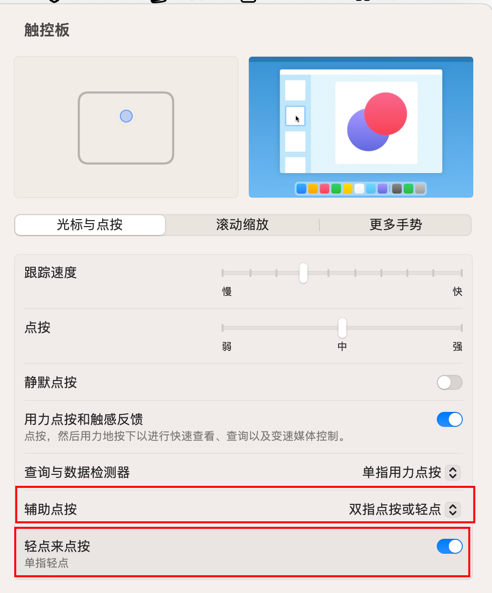 触控板
光标与点按
滚动缩放
更多手势
跟踪速度
慢
快
点按
弱
中
强
静默点按
用力点按和触感反馈
点按，然后用力地按下以进行快速查看、查询以及变速媒体控制。
查询与数据检测器
单指用力点按
辅助点按
双指点按或轻点
轻点来点按
单指轻点